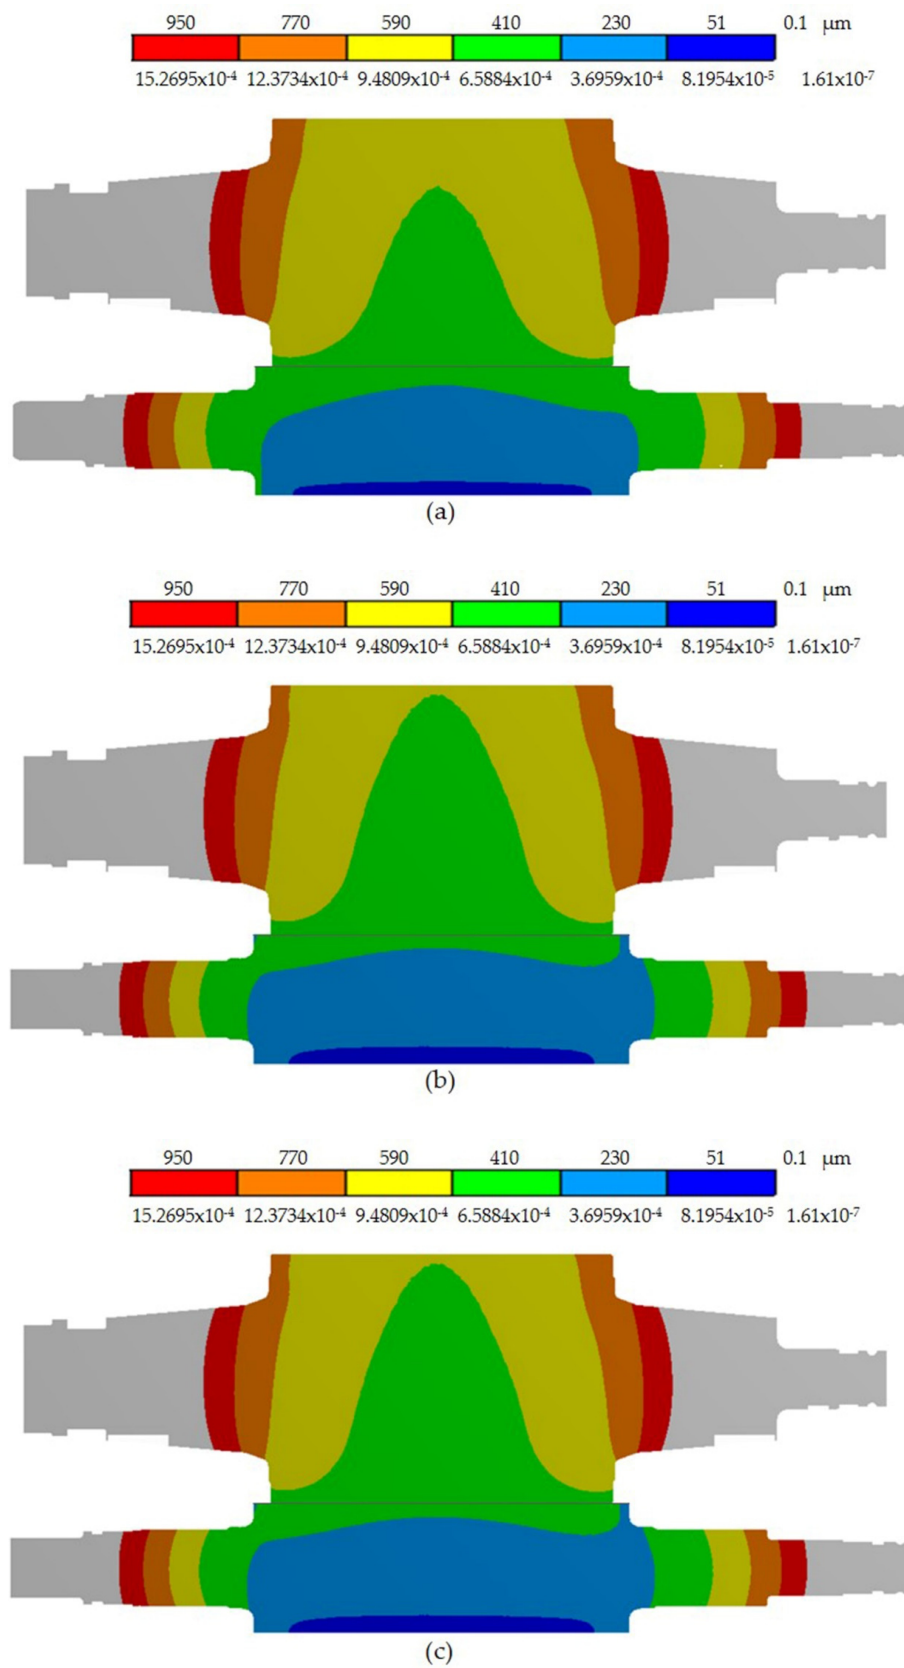 950 770 590 410 230 51 0.1 μm
15.2695x10⁻⁴ 12.3734x10⁻⁴ 9.4809x10⁻⁴ 6.5884x10⁻⁴ 3.6959x10⁻⁴ 8.1954x10⁻⁵ 1.61x10⁻⁷
(a)
950 770 590 410 230 51 0.1 μm
15.2695x10⁻⁴ 12.3734x10⁻⁴ 9.4809x10⁻⁴ 6.5884x10⁻⁴ 3.6959x10⁻⁴ 8.1954x10⁻⁵ 1.61x10⁻⁷
(b)
950 770 590 410 230 51 0.1 μm
15.2695x10⁻⁴ 12.3734x10⁻⁴ 9.4809x10⁻⁴ 6.5884x10⁻⁴ 3.6959x10⁻⁴ 8.1954x10⁻⁵ 1.61x10⁻⁷
(c)